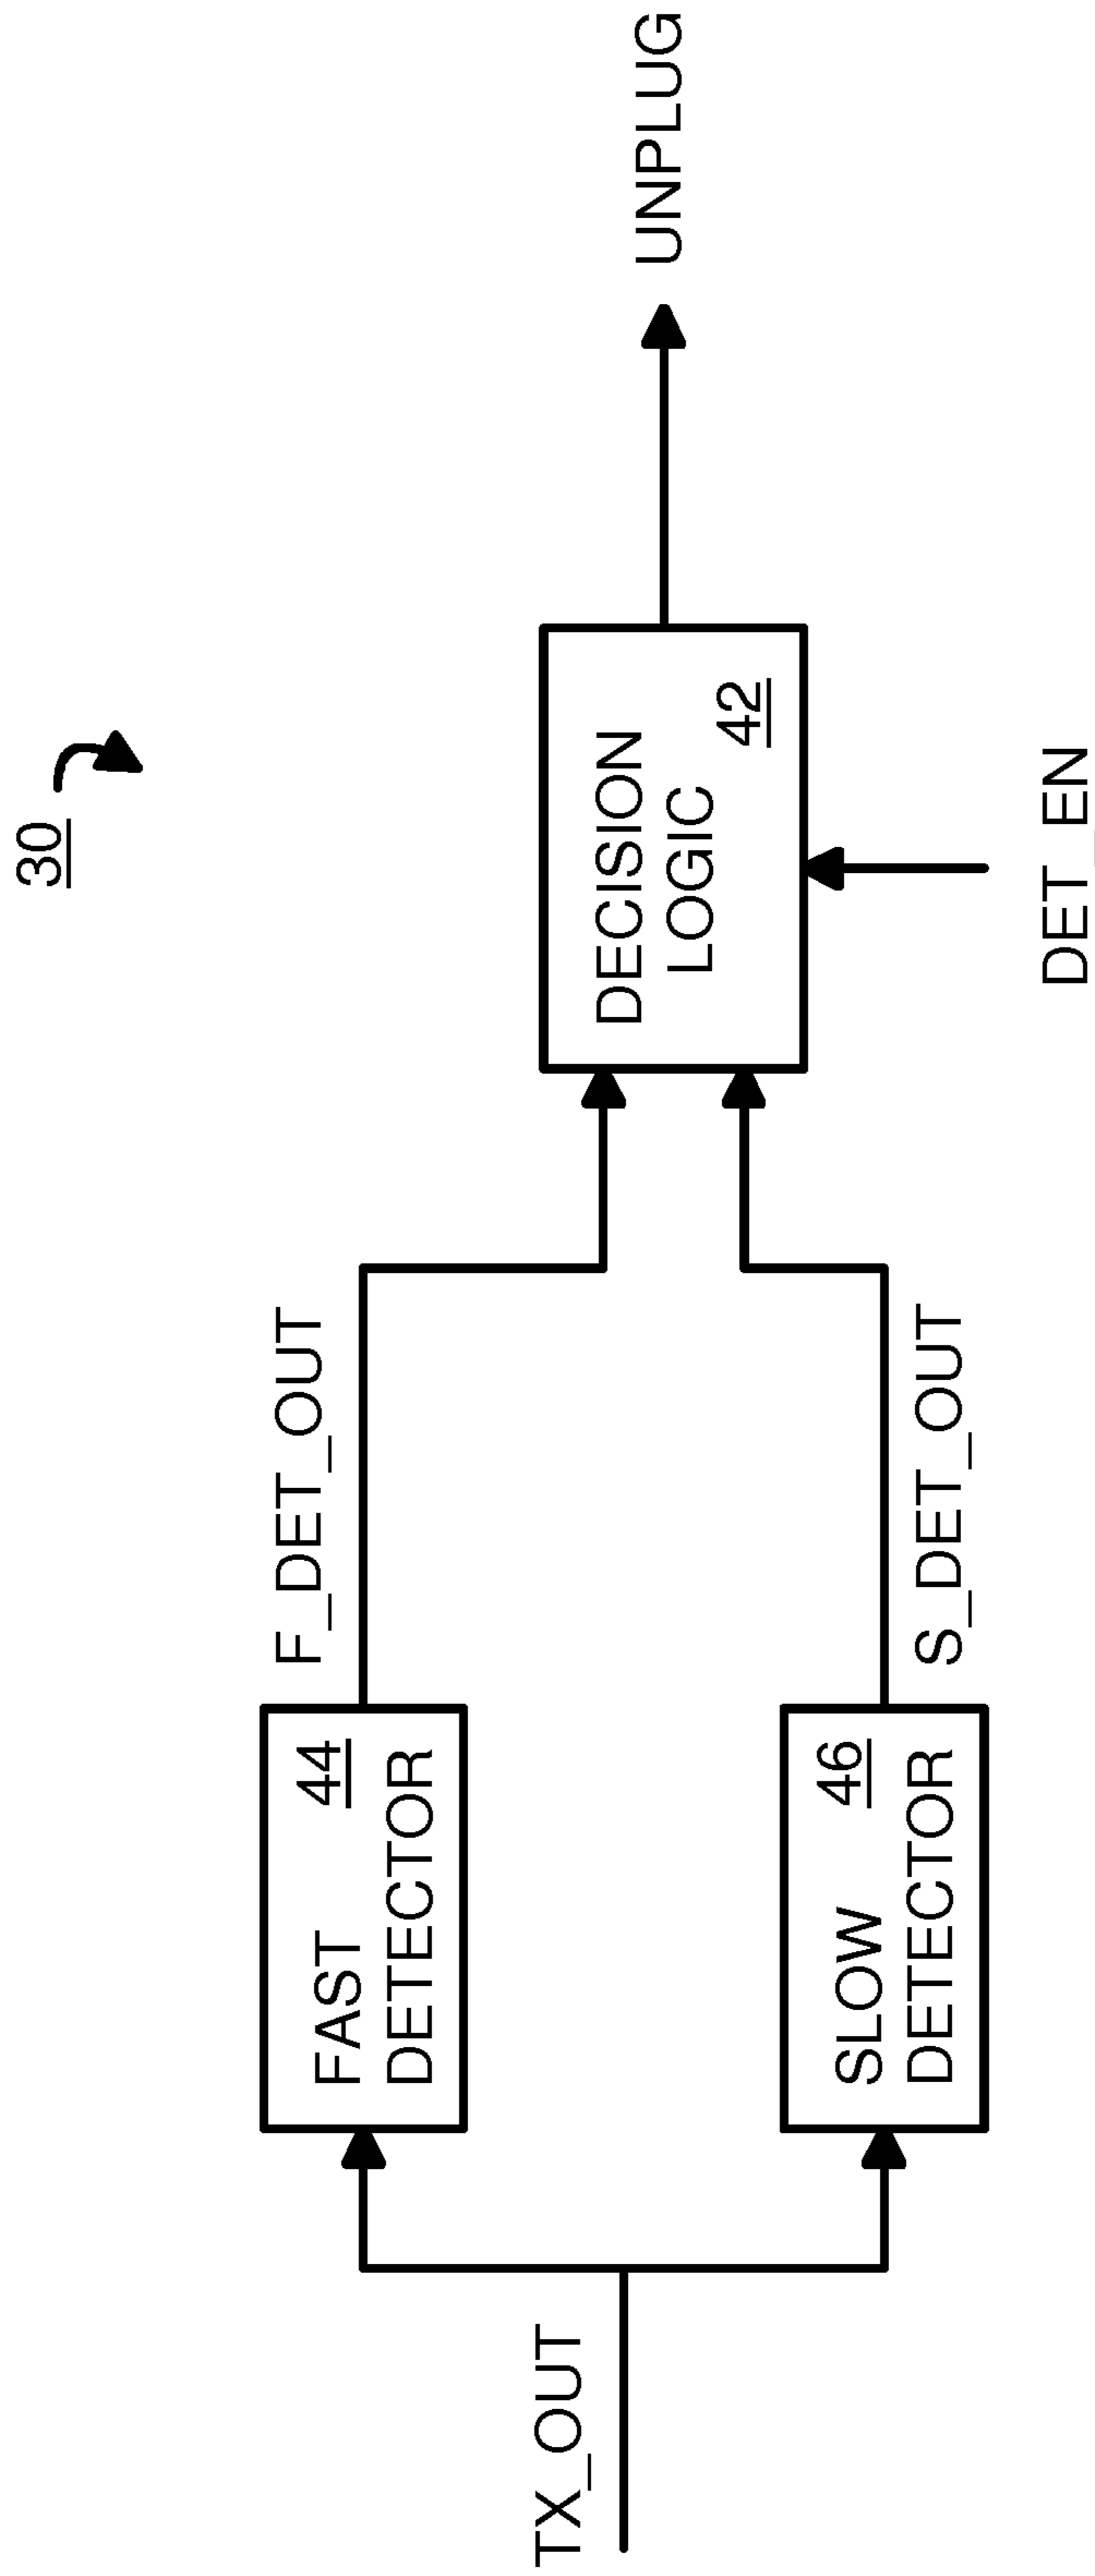 30
F_DET_OUT
44
FAST
DETECTOR
DECISION
LOGIC
42
UNPLUG
TX_OUT
46
SLOW
DETECTOR
S_DET_OUT
DET_EN